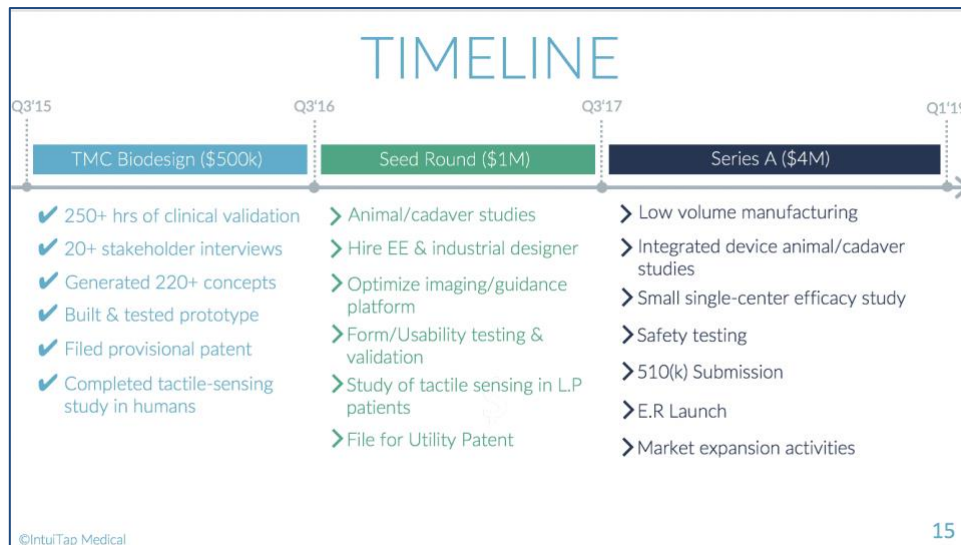 TIMELINE
Q3'15
Q3'16
Q3'17
Q1'19
TMC Biodesign ($500k)
Seed Round ($1M)
Series A ($4M)
250+ hrs of clinical validation
20+ stakeholder interviews
Generated 220+ concepts
Built & tested prototype
Filed provisional patent
Completed tactile-sensing
study in humans
Animal/cadaver studies
Hire EE & industrial designer
Optimize imaging/guidance
platform
Form/Usability testing &
validation
Study of tactile sensing in L.P
patients
File for Utility Patent
Low volume manufacturing
Integrated device animal/cadaver
studies
Small single-center efficacy study
Safety testing
510(k) Submission
E.R Launch
Market expansion activities
©IntuiTap Medical
15